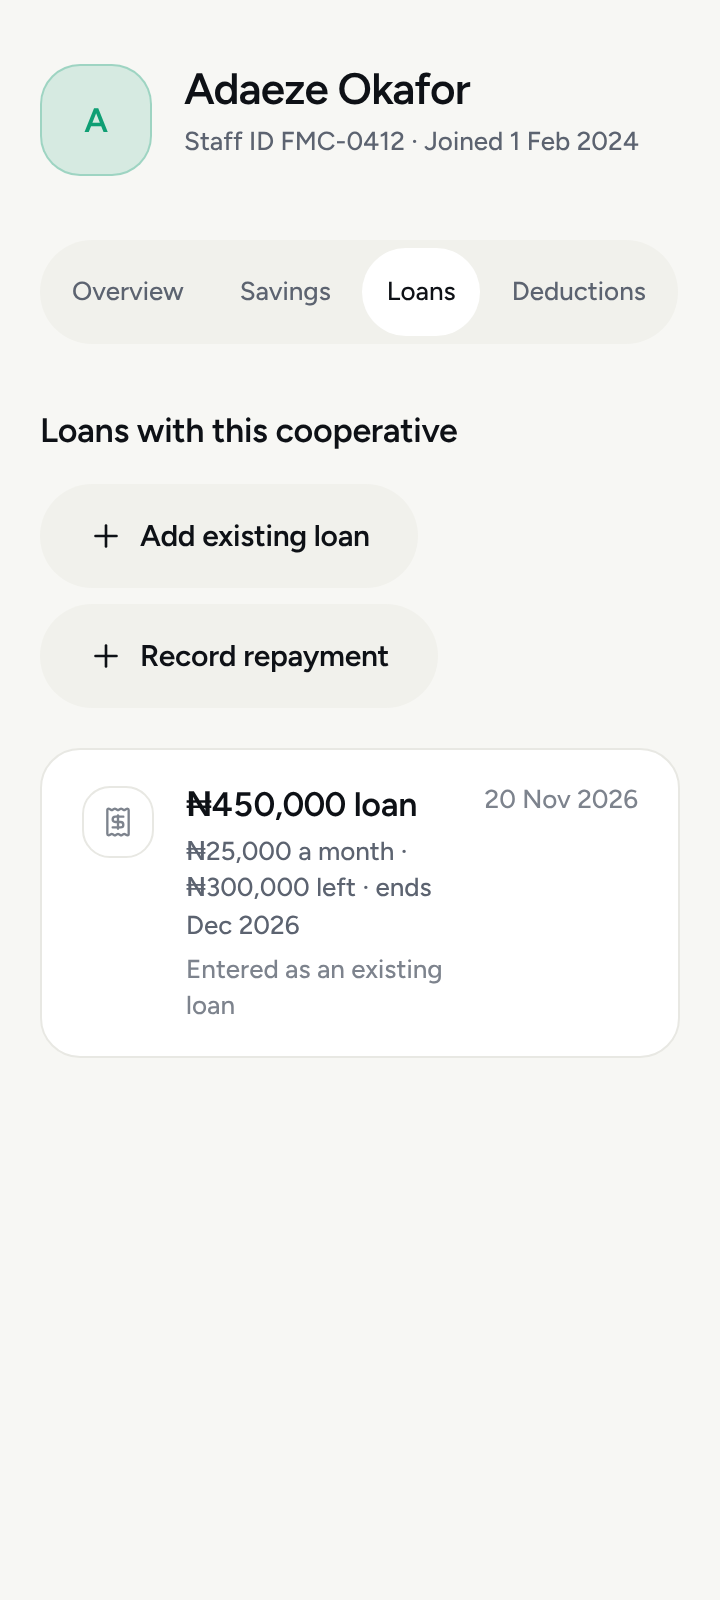 A
Adaeze Okafor
Staff ID FMC-0412 · Joined 1 Feb 2024
Overview Savings Loans Deductions
Loans with this cooperative
+ Add existing loan
+ Record repayment
₦450,000 loan 20 Nov 2026
₦25,000 a month ·
₦300,000 left · ends
Dec 2026
Entered as an existing
loan